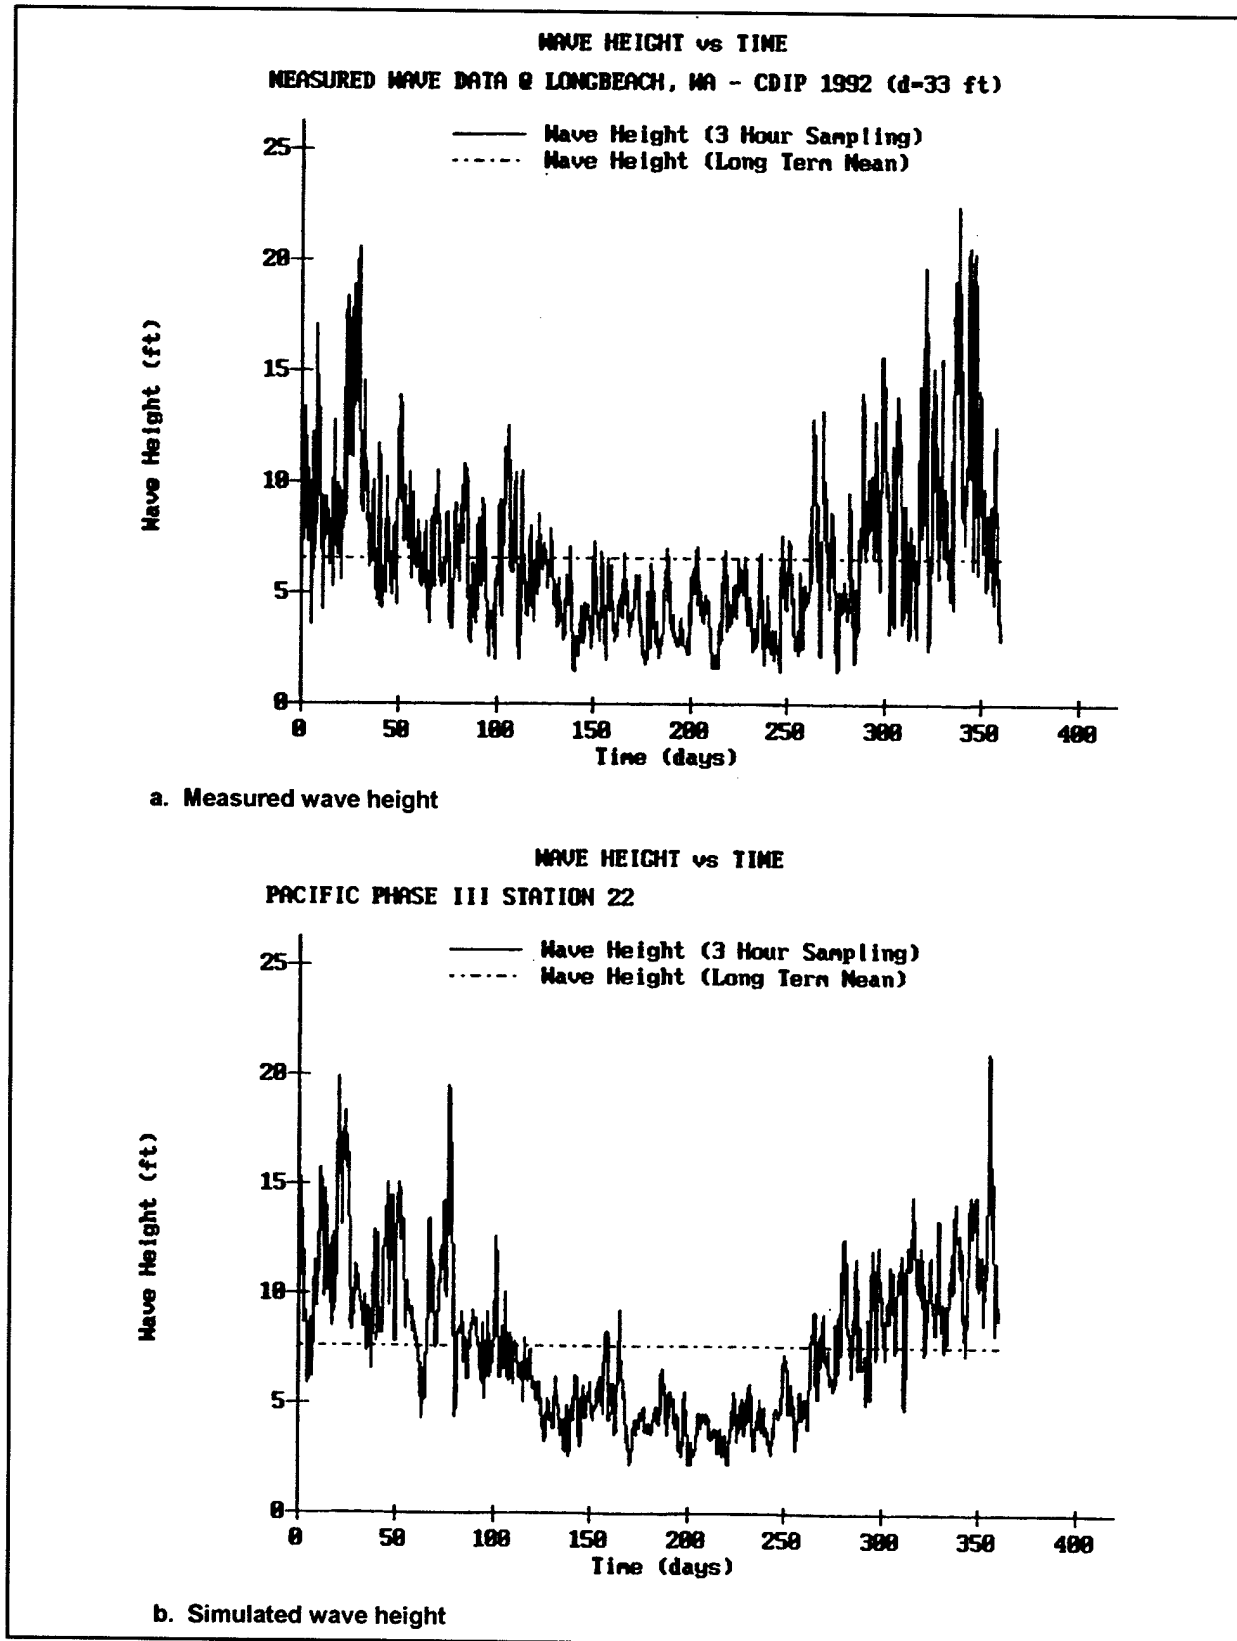 WAVE HEIGHT vs TIME
MEASURED WAVE DATA @ LONGBEACH, WA - CDIP 1992 (d=33 ft)
Wave Height (3 Hour Sampling)
Wave Height (Long Term Mean)
25
20
15
10
5
0
Wave Height (ft)
0 50 100 150 200 250 300 350 400
Time (days)
a. Measured wave height
WAVE HEIGHT vs TIME
PACIFIC PHASE III STATION 22
Wave Height (3 Hour Sampling)
Wave Height (Long Term Mean)
25
20
15
10
5
0
Wave Height (ft)
0 50 100 150 200 250 300 350 400
Time (days)
b. Simulated wave height